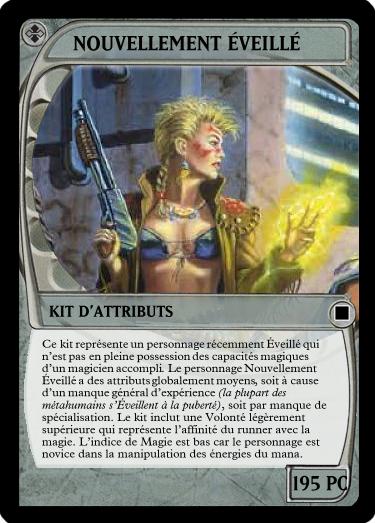 NOUVELLEMENT ÉVEILLÉ
KIT D'ATTRIBUTS
Ce kit représente un personnage récemment Éveillé qui
n'est pas en pleine possession des capacités magiques
d'un magicien accompli. Le personnage Nouvellement
Éveillé a des attributs globalement moyens, soit à cause
d'un manque général d'expérience (la plupart des
métahumains s'Éveillent à la puberté), soit par manque de
spécialisation. Le kit inclut une Volonté légèrement
supérieure qui représente l'affinité du runner avec la
magie. L'indice de Magie est bas car le personnage est
novice dans la manipulation des énergies du mana.
195 PC